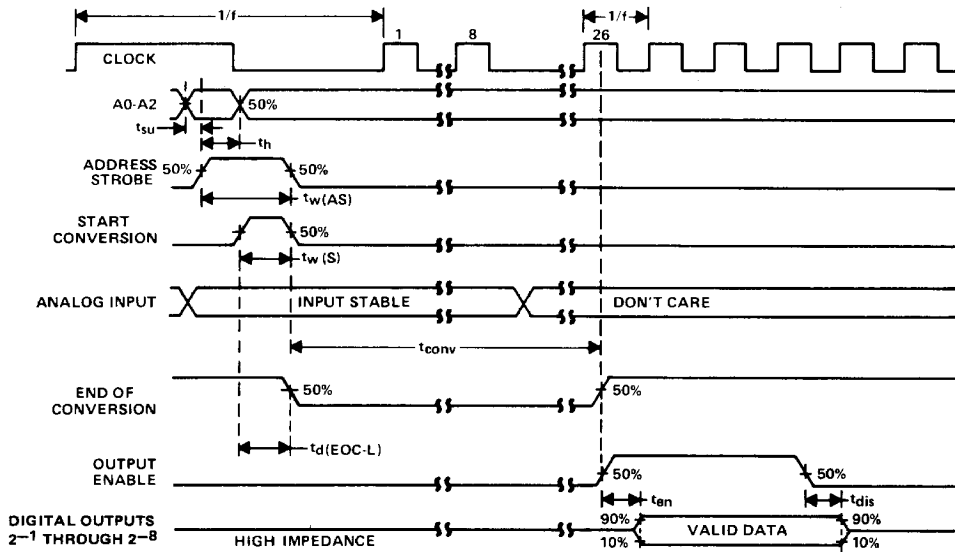 1/f
1/f
1
8
26
CLOCK
A0-A2
50%
tsu
th
ADDRESS
STROBE
50%
50%
tw(AS)
START
CONVERSION
50%
tw(S)
ANALOG INPUT
INPUT STABLE
DON'T CARE
tconv
END OF
CONVERSION
50%
50%
td(EOC-L)
OUTPUT
ENABLE
50%
50%
ten
tdis
DIGITAL OUTPUTS
2−1 THROUGH 2−8
HIGH IMPEDANCE
90%
10%
VALID DATA
90%
10%